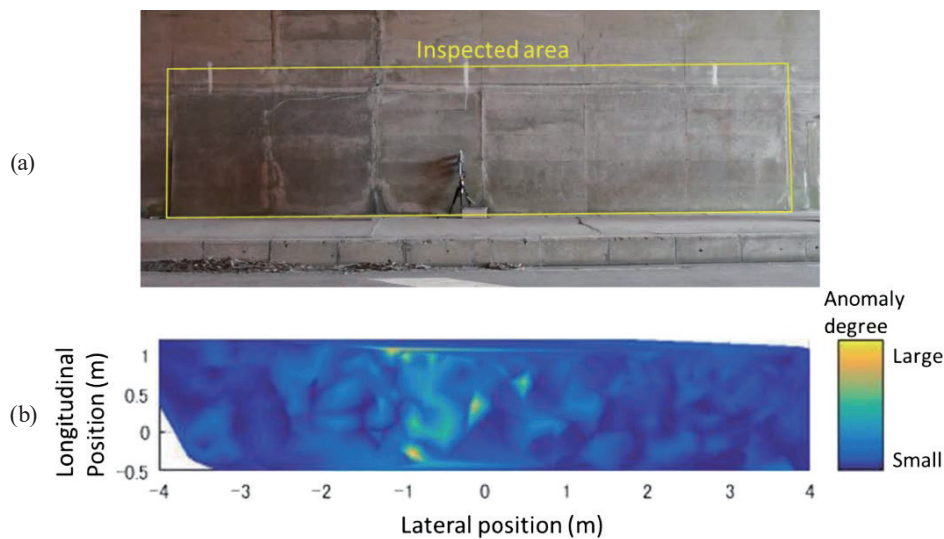 (a)
Inspected area
(b)
Anomaly
degree
Large
Small
Longitudinal
Position (m)
1
0.5
0
-0.5
-4
-3
-2
-1
0
1
2
3
4
Lateral position (m)